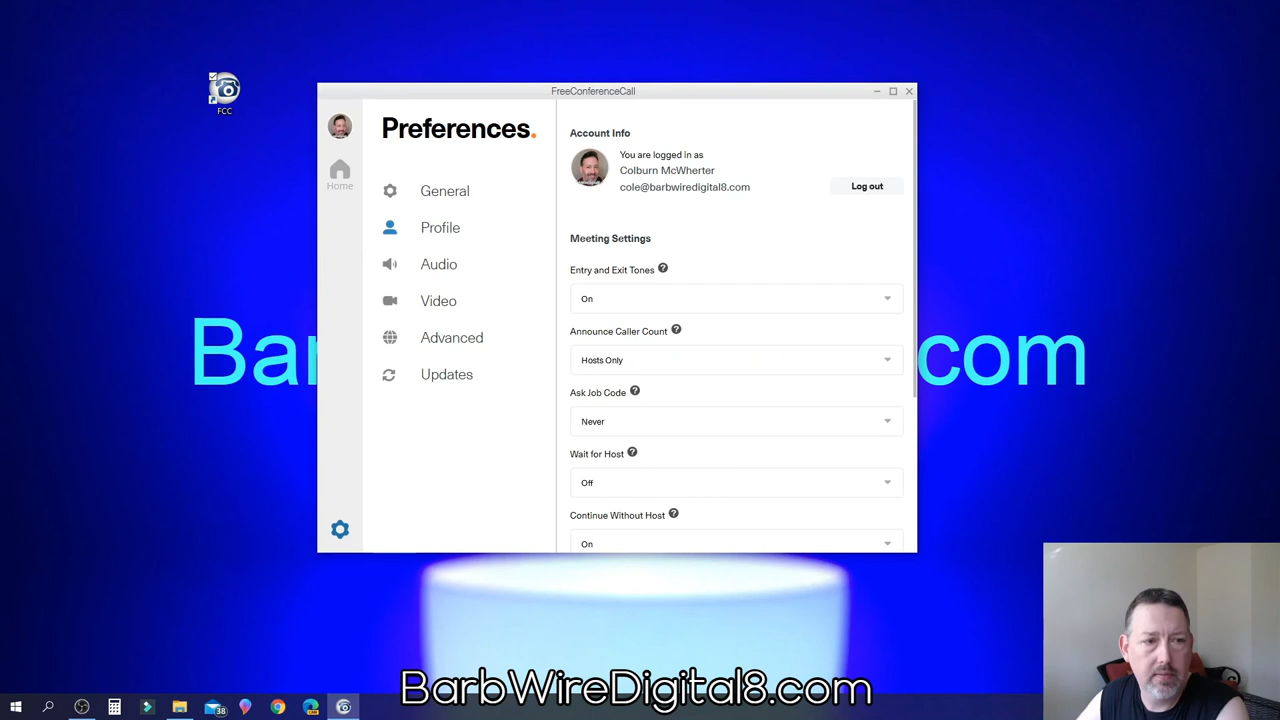 FCC
FreeConferenceCall
Home
Preferences.
General
Profile
Audio
Video
Advanced
Updates
Account Info
You are logged in as
Colburn McWherter
cole@barbwiredigital8.com
Log out
Meeting Settings
Entry and Exit Tones
On
Announce Caller Count
Hosts Only
Ask Job Code
Never
Wait for Host
Off
Continue Without Host
On
Bar com
BarbWireDigital8.com
38